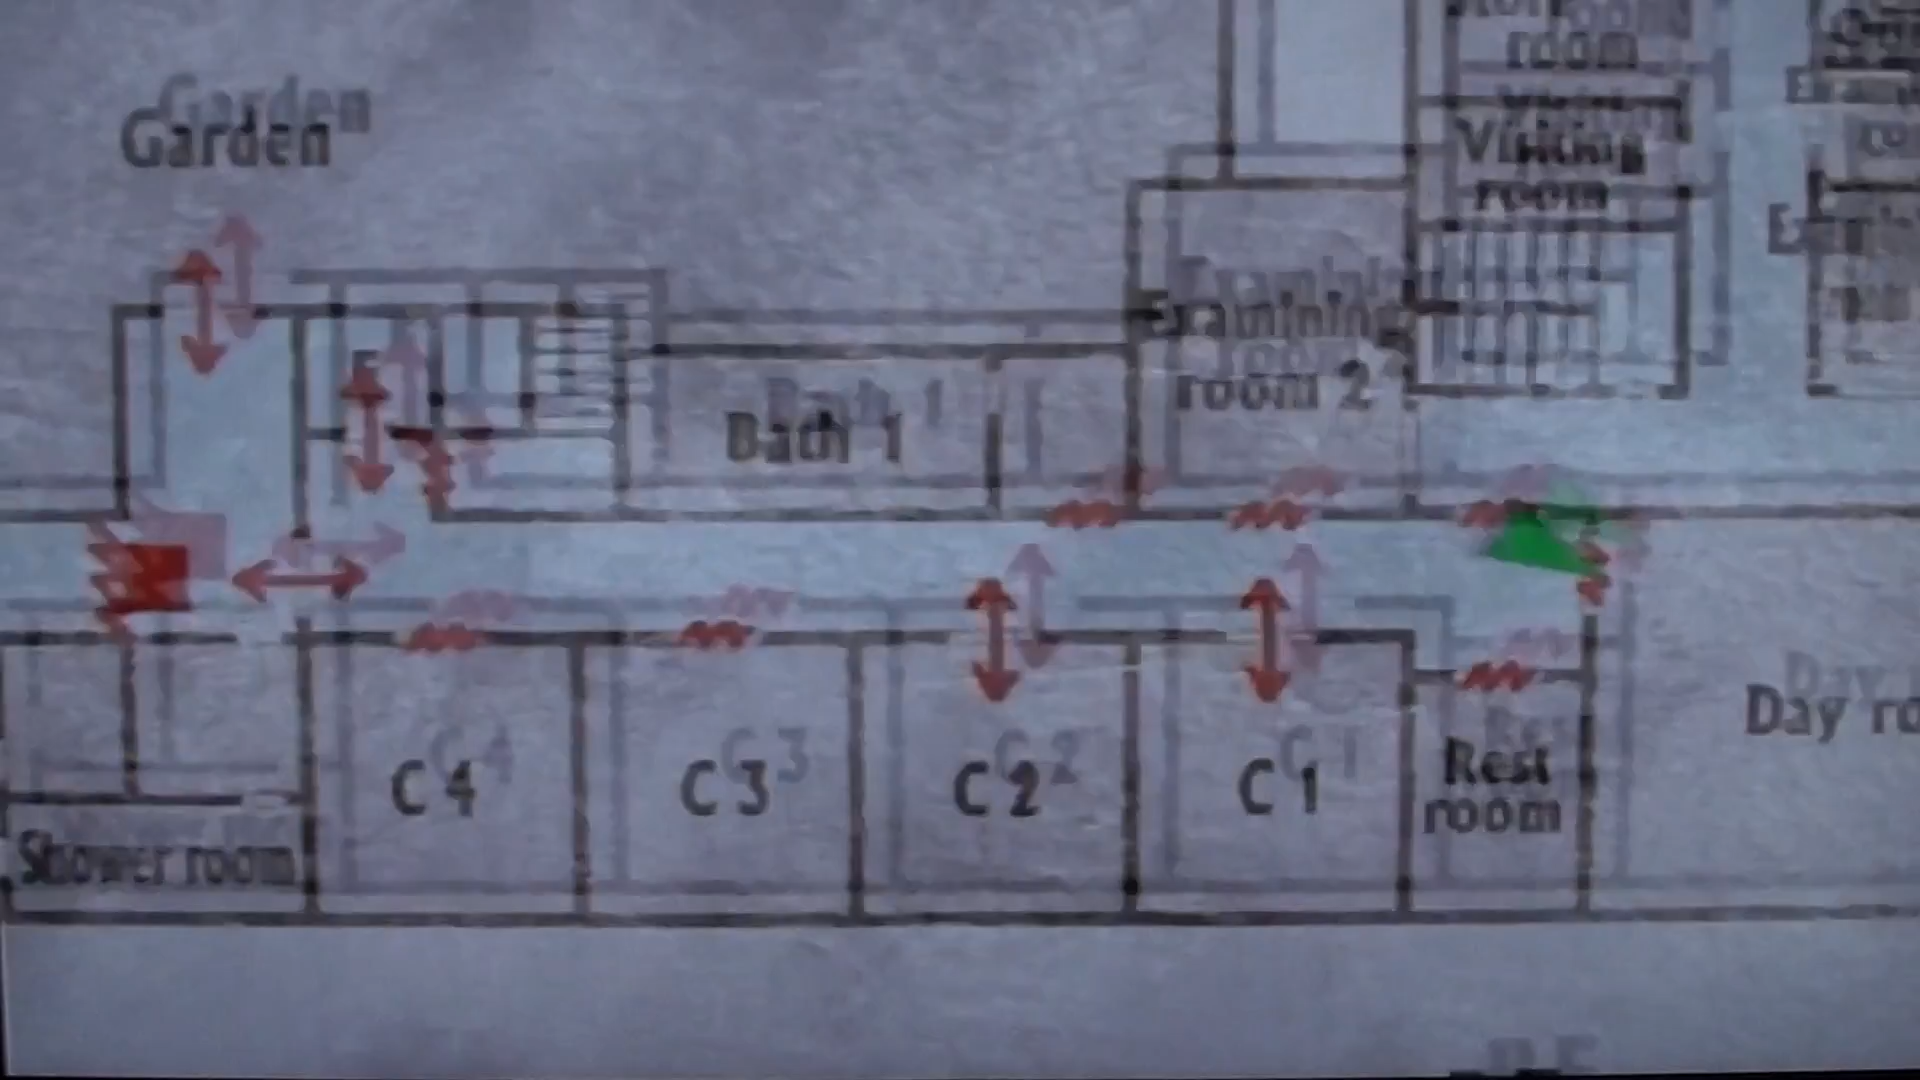 room
Garden
Visiting
room
Examining
room 2
Bath 1
Day ro
C 4
C 3
C 2
C 1
Rest
room
Shower room